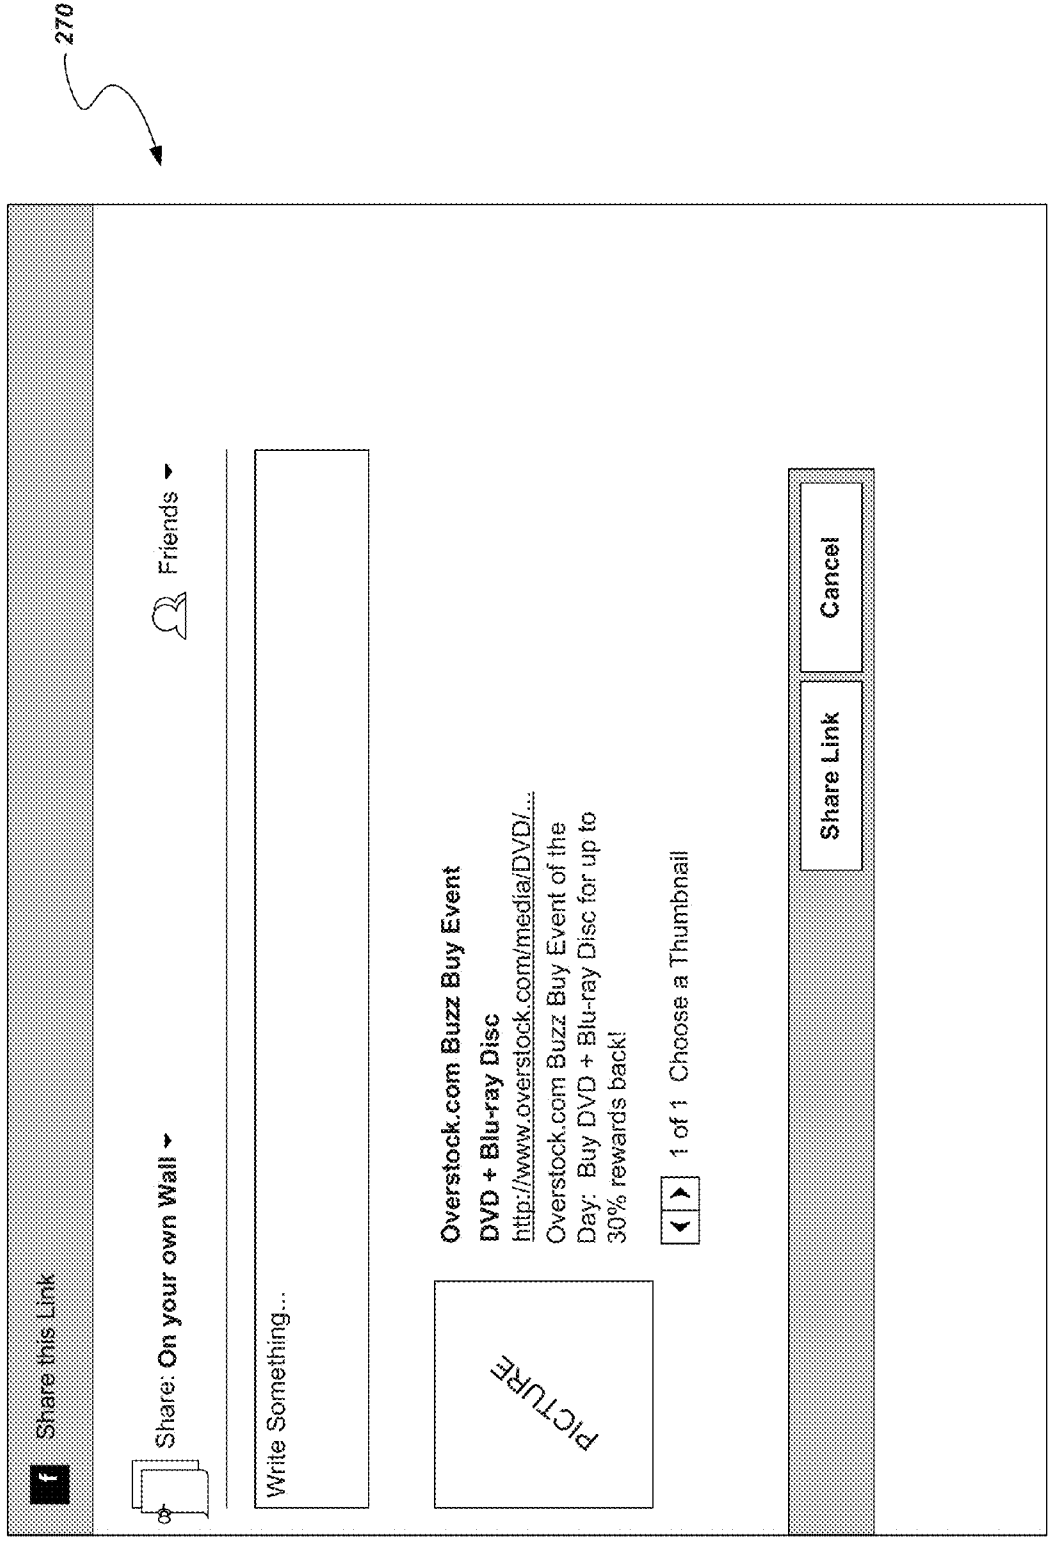 270
f Share this Link
Share: On your own Wall Friends
Write Something...
PICTURE
Overstock.com Buzz Buy Event
DVD + Blu-ray Disc
http://www.overstock.com/media/DVD/...
Overstock.com Buzz Buy Event of the
Day: Buy DVD + Blu-ray Disc for up to
30% rewards back!
1 of 1 Choose a Thumbnail
Share Link Cancel